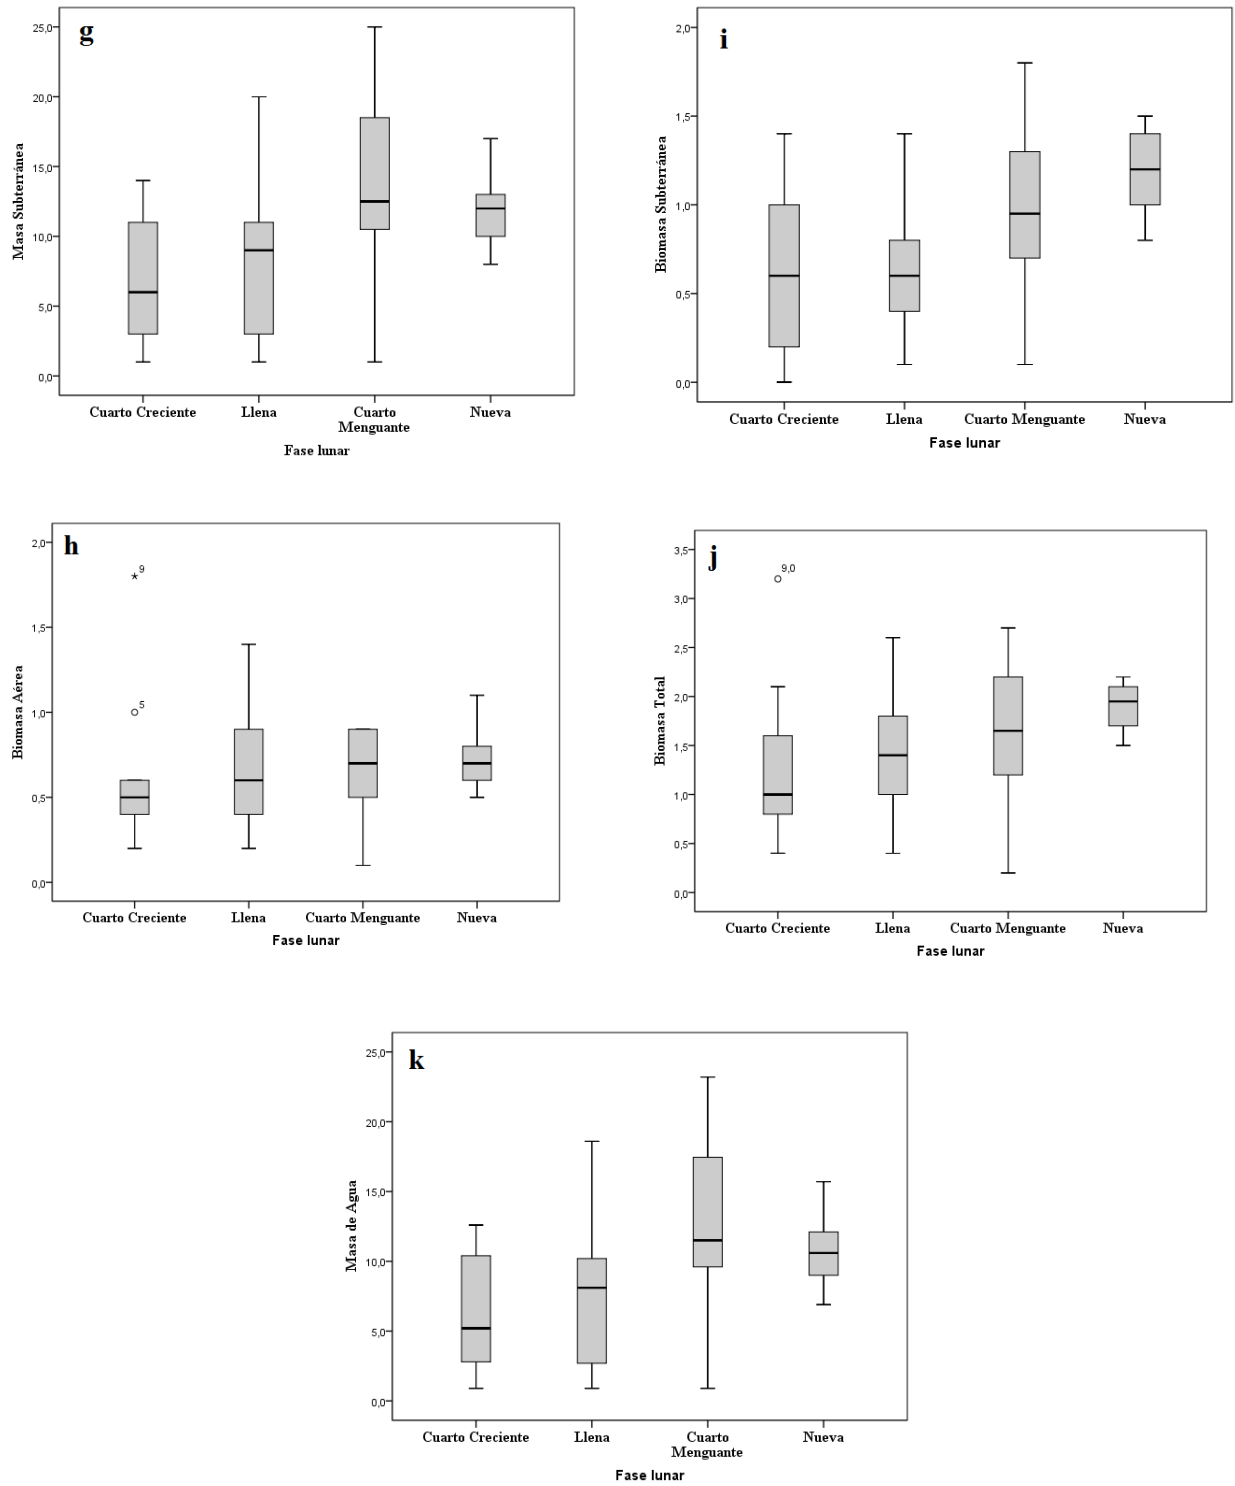 g
Masa Subterránea
25,0
20,0
15,0
10,0
5,0
0,0
Cuarto Creciente
Llena
Cuarto
Menguante
Nueva
Fase lunar
i
Biomasa Subterránea
2,0
1,5
1,0
0,5
0,0
Cuarto Creciente
Llena
Cuarto Menguante
Nueva
Fase lunar
h
Biomasa Aérea
2,0
1,5
1,0
0,5
0,0
9
5
Cuarto Creciente
Llena
Cuarto Menguante
Nueva
Fase lunar
j
Biomasa Total
3,5
3,0
2,5
2,0
1,5
1,0
0,5
0,0
9,0
Cuarto Creciente
Llena
Cuarto Menguante
Nueva
Fase lunar
k
Masa de Agua
25,0
20,0
15,0
10,0
5,0
0,0
Cuarto Creciente
Llena
Cuarto
Menguante
Nueva
Fase lunar